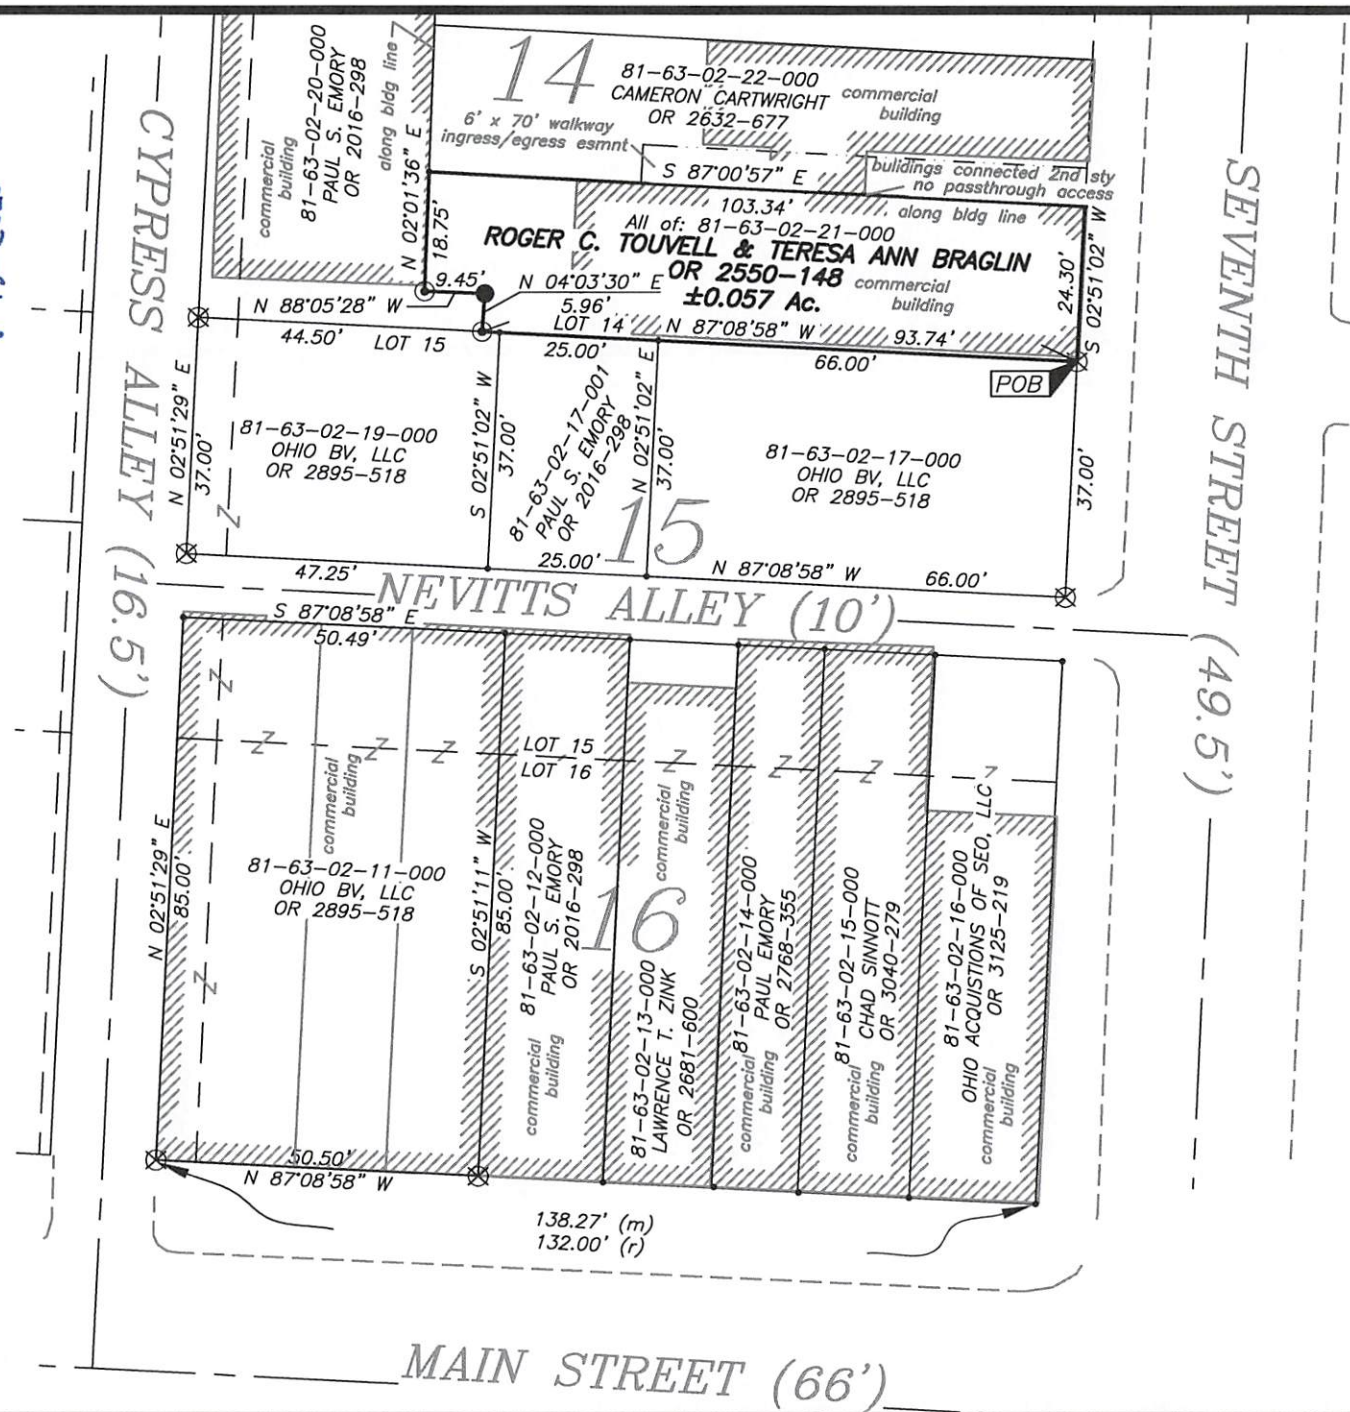 14
81-63-02-20-000
PAUL S. EMORY
OR 2016-298
commercial
building
along bldg line
81-63-02-22-000
CAMERON CARTWRIGHT
OR 2632-677
commercial
building
6' x 70' walkway
ingress/egress esmnt
S 87°00'57" E
buildings connected 2nd sty
no passthrough access
103.34'
along bldg line
All of: 81-63-02-21-000
ROGER C. TOUVELL & TERESA ANN BRAGLIN
OR 2550-148
±0.057 Ac.
commercial
building
N 02°01'36" E
18.75'
9.45'
N 04°03'30" E
5.96'
N 88°05'28" W
24.30'
S 02°51'02" W
LOT 14
N 87°08'58" W
93.74'
44.50'
LOT 15
25.00'
66.00'
POB
CYPRESS ALLEY (16.5')
SEVENTH STREET (49.5')
N 02°51'29" E
37.00'
81-63-02-19-000
OHIO BV, LLC
OR 2895-518
S 02°51'02" W
37.00'
81-63-02-17-001
PAUL S. EMORY
OR 2016-298
N 02°51'02" E
37.00'
81-63-02-17-000
OHIO BV, LLC
OR 2895-518
37.00'
15
47.25'
25.00'
N 87°08'58" W
66.00'
NEVITTS ALLEY (10')
S 87°08'58" E
50.49'
LOT 15
LOT 16
N 02°51'29" E
85.00'
commercial
building
81-63-02-11-000
OHIO BV, LLC
OR 2895-518
S 02°51'11" W
85.00'
81-63-02-12-000
PAUL S. EMORY
OR 2016-298
commercial
building
16
commercial
building
81-63-02-13-000
LAWRENCE T. ZINK
OR 2681-600
81-63-02-14-000
PAUL EMORY
OR 2768-355
commercial
building
81-63-02-15-000
CHAD SINNOTT
OR 3040-279
commercial
building
81-63-02-16-000
OHIO ACQUISTIONS OF SEO, LLC
OR 3125-219
commercial
building
50.50'
N 87°08'58" W
138.27' (m)
132.00' (r)
MAIN STREET (66')